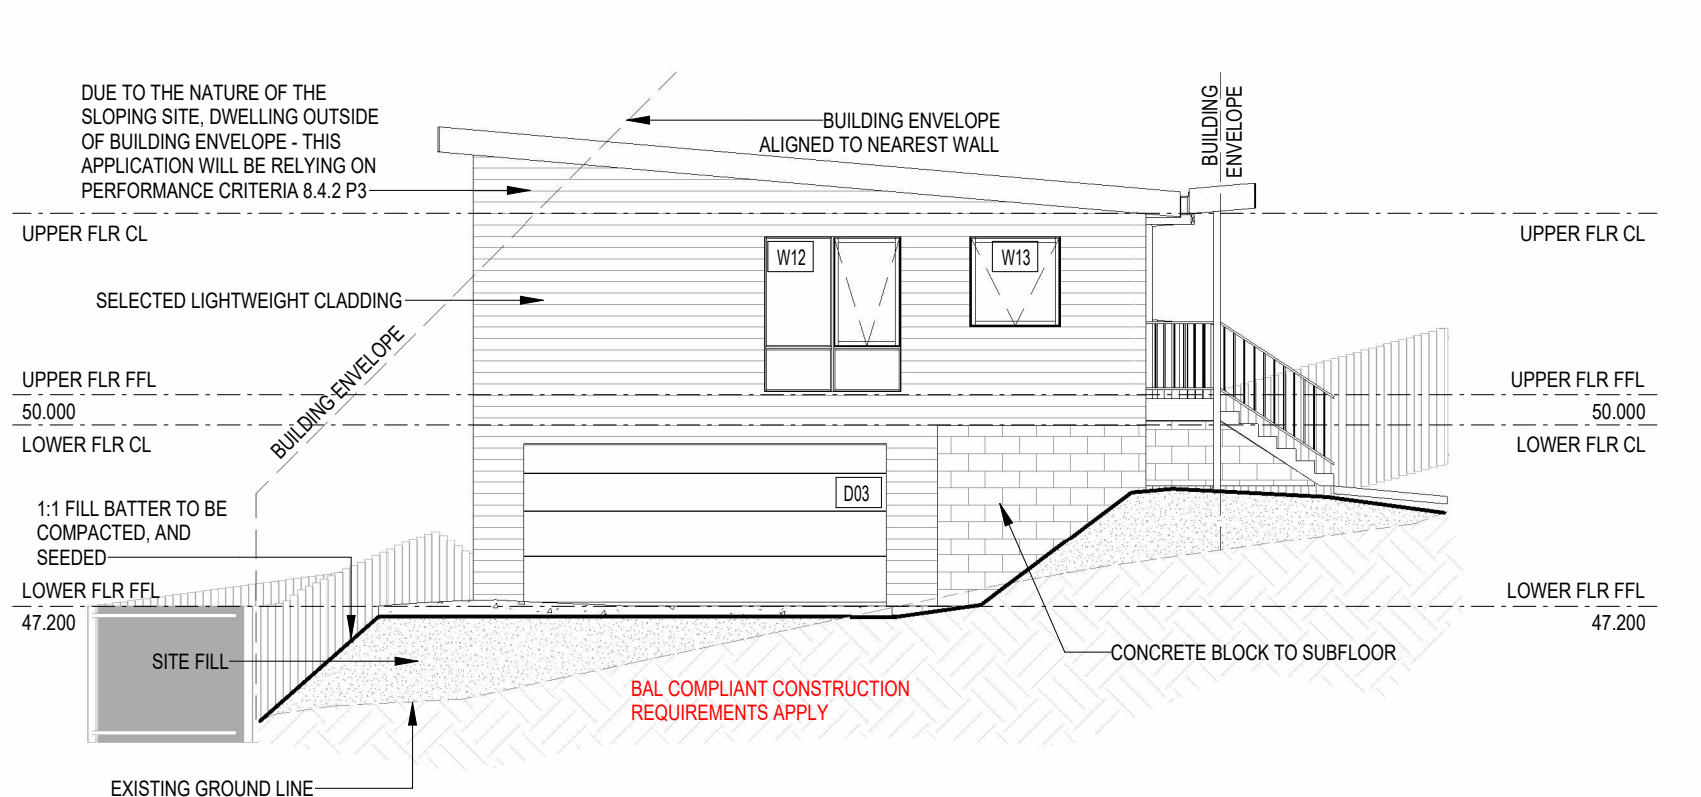 DUE TO THE NATURE OF THE
SLOPING SITE, DWELLING OUTSIDE
OF BUILDING ENVELOPE - THIS
APPLICATION WILL BE RELYING ON
PERFORMANCE CRITERIA 8.4.2 P3
BUILDING ENVELOPE
ALIGNED TO NEAREST WALL
BUILDING
ENVELOPE
UPPER FLR CL
UPPER FLR CL
W12
W13
SELECTED LIGHTWEIGHT CLADDING
BUILDING ENVELOPE
UPPER FLR FFL
50.000
UPPER FLR FFL
50.000
LOWER FLR CL
LOWER FLR CL
D03
1:1 FILL BATTER TO BE
COMPACTED, AND
SEEDED
LOWER FLR FFL
47.200
LOWER FLR FFL
47.200
SITE FILL
CONCRETE BLOCK TO SUBFLOOR
BAL COMPLIANT CONSTRUCTION
REQUIREMENTS APPLY
EXISTING GROUND LINE